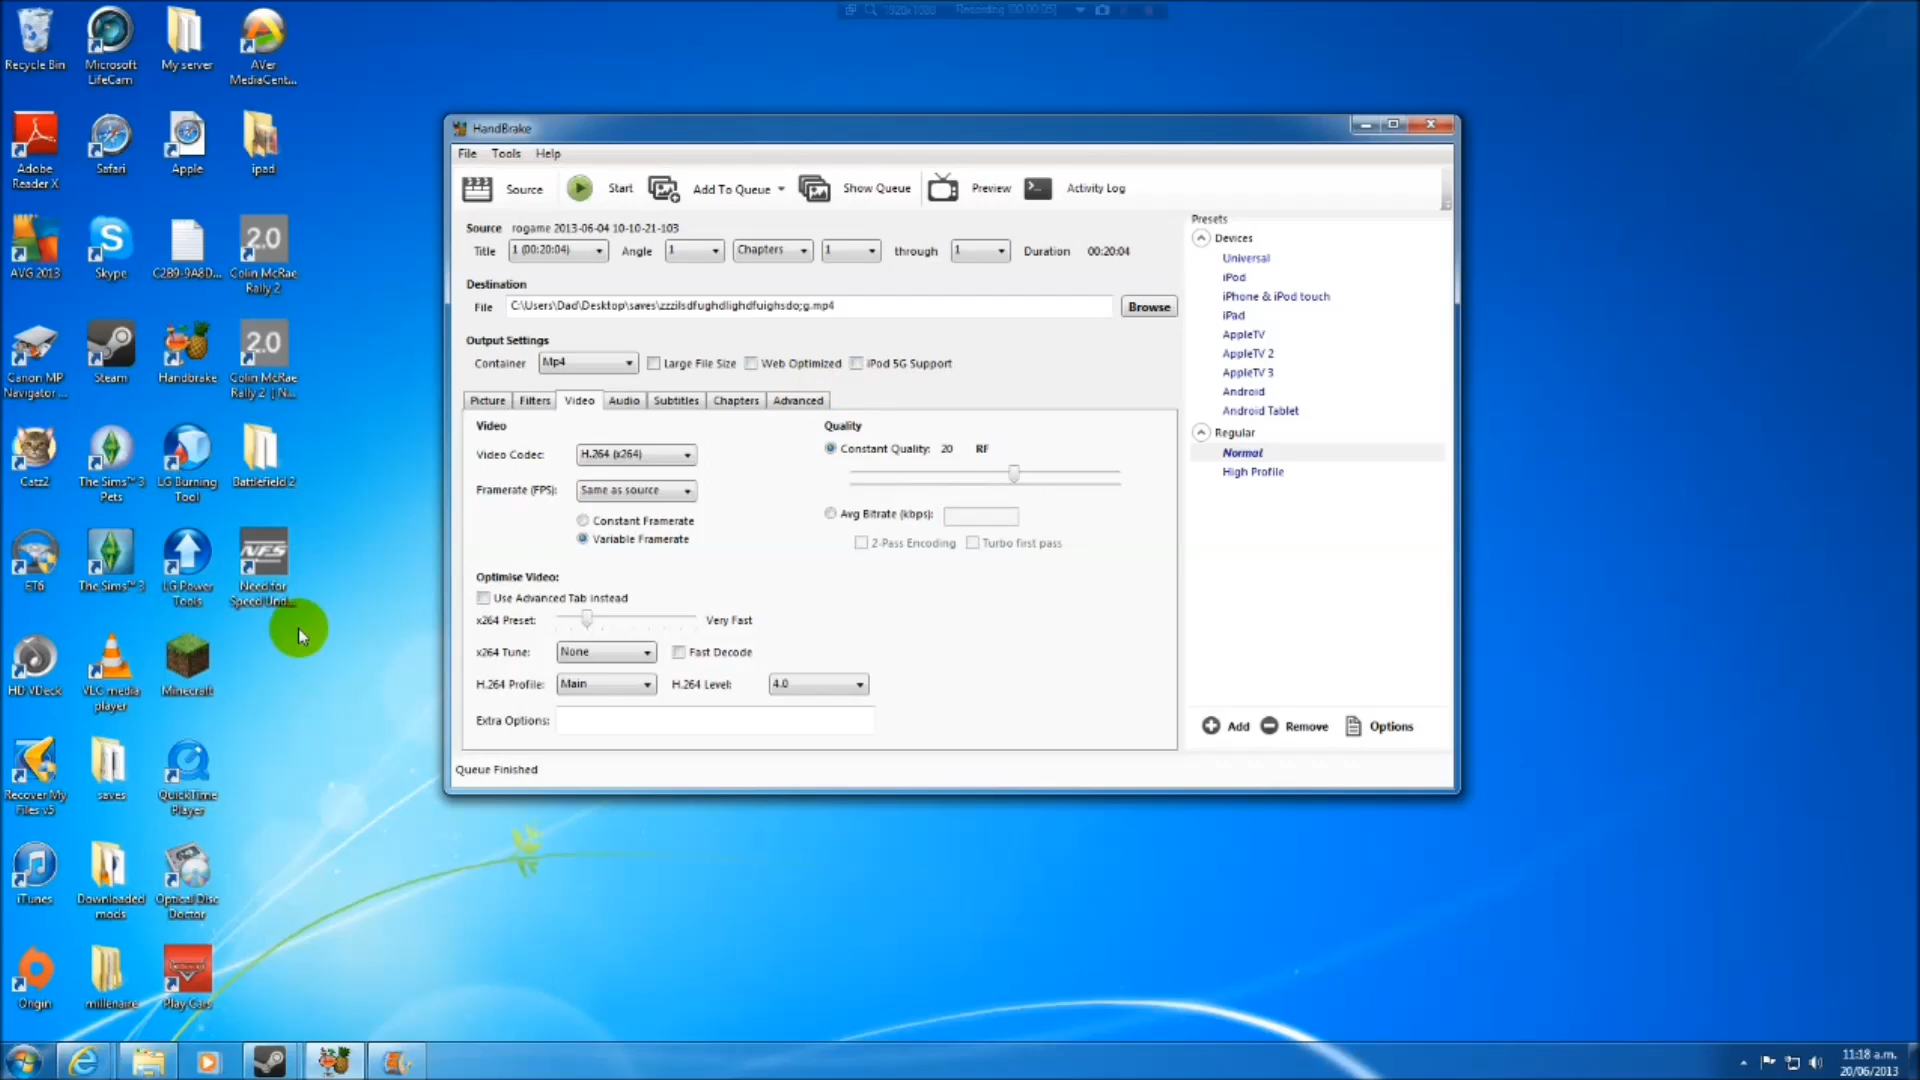 1920x1080 Recording [00:00:05]
Recycle Bin
Microsoft LifeCam
My server
AVer MediaCent...
Adobe Reader X
Safari
Apple
ipad
AVG 2013
Skype
C2B9-9A8D...
2.0
Colin McRae Rally 2
Canon MP Navigator ...
Steam
Handbrake
2.0
Colin McRae Rally 2 [ N...
Catz2
The Sims™ 3 Pets
LG Burning Tool
Battlefield 2
ET6
The Sims™ 3
LG Power Tools
NFS
Need for Speed Und...
HD VDeck
VLC media player
Minecraft
Recover My Files v5
saves
QuickTime Player
iTunes
Downloaded mods
Optical Disc Doctor
Origin
millenaire
Play Cars
HandBrake
File Tools Help
Source Start Add To Queue Show Queue Preview Activity Log
Source rogame 2013-06-04 10-10-21-103
Title 1 (00:20:04) Angle 1 Chapters 1 through 1 Duration 00:20:04
Destination
File C:\Users\Dad\Desktop\saves\zzzilsdfughdlighdfuighsdo;g.mp4 Browse
Output Settings
Container Mp4 Large File Size Web Optimized iPod 5G Support
Picture Filters Video Audio Subtitles Chapters Advanced
Video
Video Codec: H.264 (x264)
Framerate (FPS): Same as source
Constant Framerate
Variable Framerate
Quality
Constant Quality: 20 RF
Avg Bitrate (kbps):
2-Pass Encoding Turbo first pass
Optimise Video:
Use Advanced Tab instead
x264 Preset: Very Fast
x264 Tune: None Fast Decode
H.264 Profile: Main H.264 Level: 4.0
Extra Options:
Queue Finished
Presets
Devices
Universal
iPod
iPhone & iPod touch
iPad
AppleTV
AppleTV 2
AppleTV 3
Android
Android Tablet
Regular
Normal
High Profile
Add Remove Options
11:18 a.m.
20/06/2013